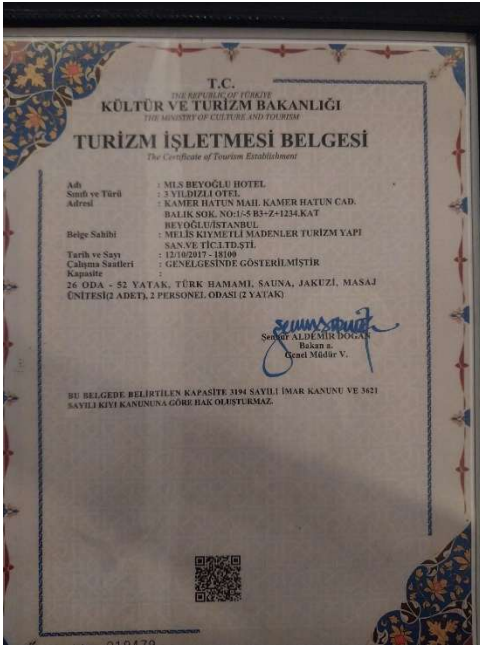 T.C.
THE REPUBLIC OF TÜRKİYE
KÜLTÜR VE TURİZM BAKANLIĞI
THE MINISTRY OF CULTURE AND TOURISM
TURİZM İŞLETMESİ BELGESİ
The Certificate of Tourism Establishment
Adı : MLS BEYOĞLU HOTEL
Sınıfı ve Türü : 3 YILDIZLI OTEL
Adresi : KAMER HATUN MAH. KAMER HATUN CAD.
BALIK SOK. NO:1/-5 B3+Z+1234.KAT
BEYOĞLU/İSTANBUL
Belge Sahibi : MELİS KIYMETLİ MADENLER TURİZM YAPI
SAN.VE TİC.LTD.ŞTİ.
Tarih ve Sayı : 12/10/2017 - 18100
Çalışma Saatleri : GENELGESİNDE GÖSTERİLMİŞTİR
Kapasite :
26 ODA - 52 YATAK, TÜRK HAMAMI, SAUNA, JAKUZİ, MASAJ
ÜNİTESİ(2 ADET), 2 PERSONEL ODASI (2 YATAK)
ALDEMİR DOĞAN
Bakan a.
Genel Müdür V.
BU BELGEDE BELİRTİLEN KAPASİTE 3194 SAYILI İMAR KANUNU VE 3621
SAYILI KIYI KANUNUNA GÖRE HAK OLUŞTURMAZ.